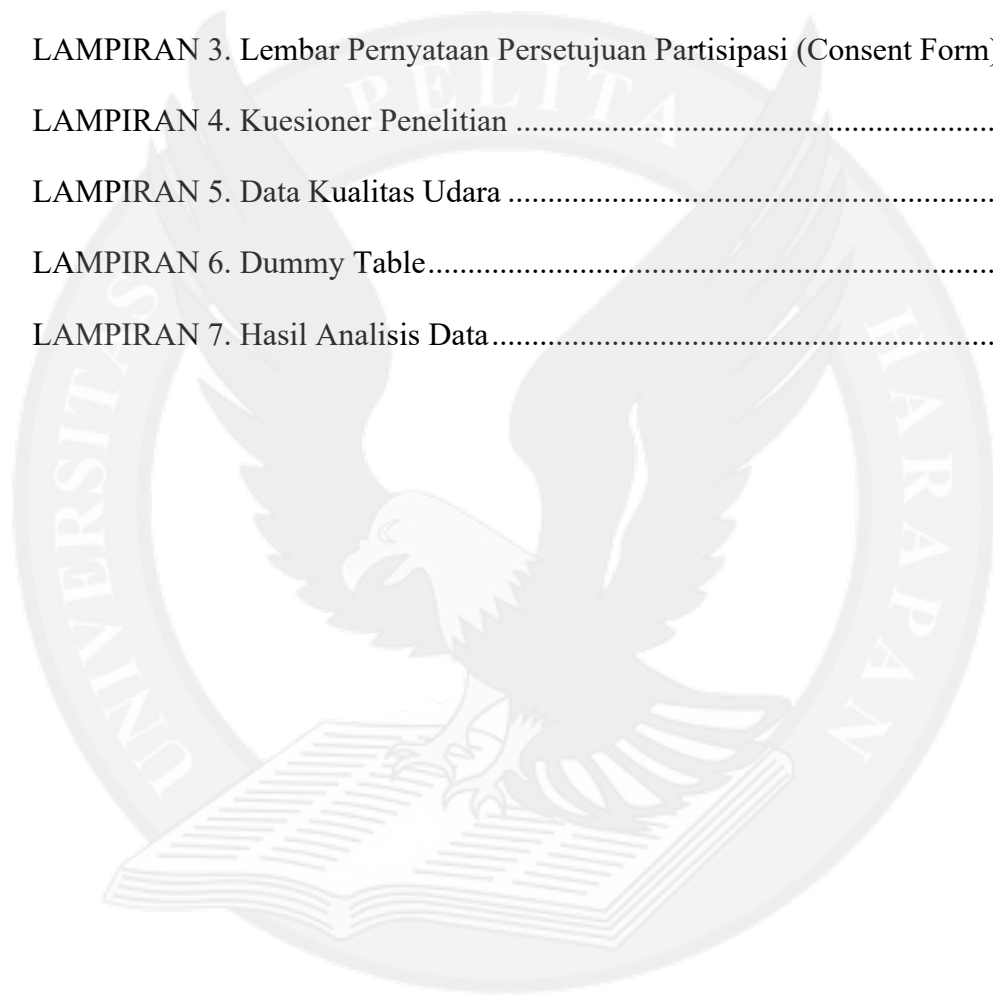 LAMPIRAN 3. Lembar Pernyataan Persetujuan Partisipasi (Consent Form)
LAMPIRAN 4. Kuesioner Penelitian ..........................................................................
LAMPIRAN 5. Data Kualitas Udara ..........................................................................
LAMPIRAN 6. Dummy Table......................................................................................
LAMPIRAN 7. Hasil Analisis Data.............................................................................
UNIVERSITAS PELITA HARAPAN